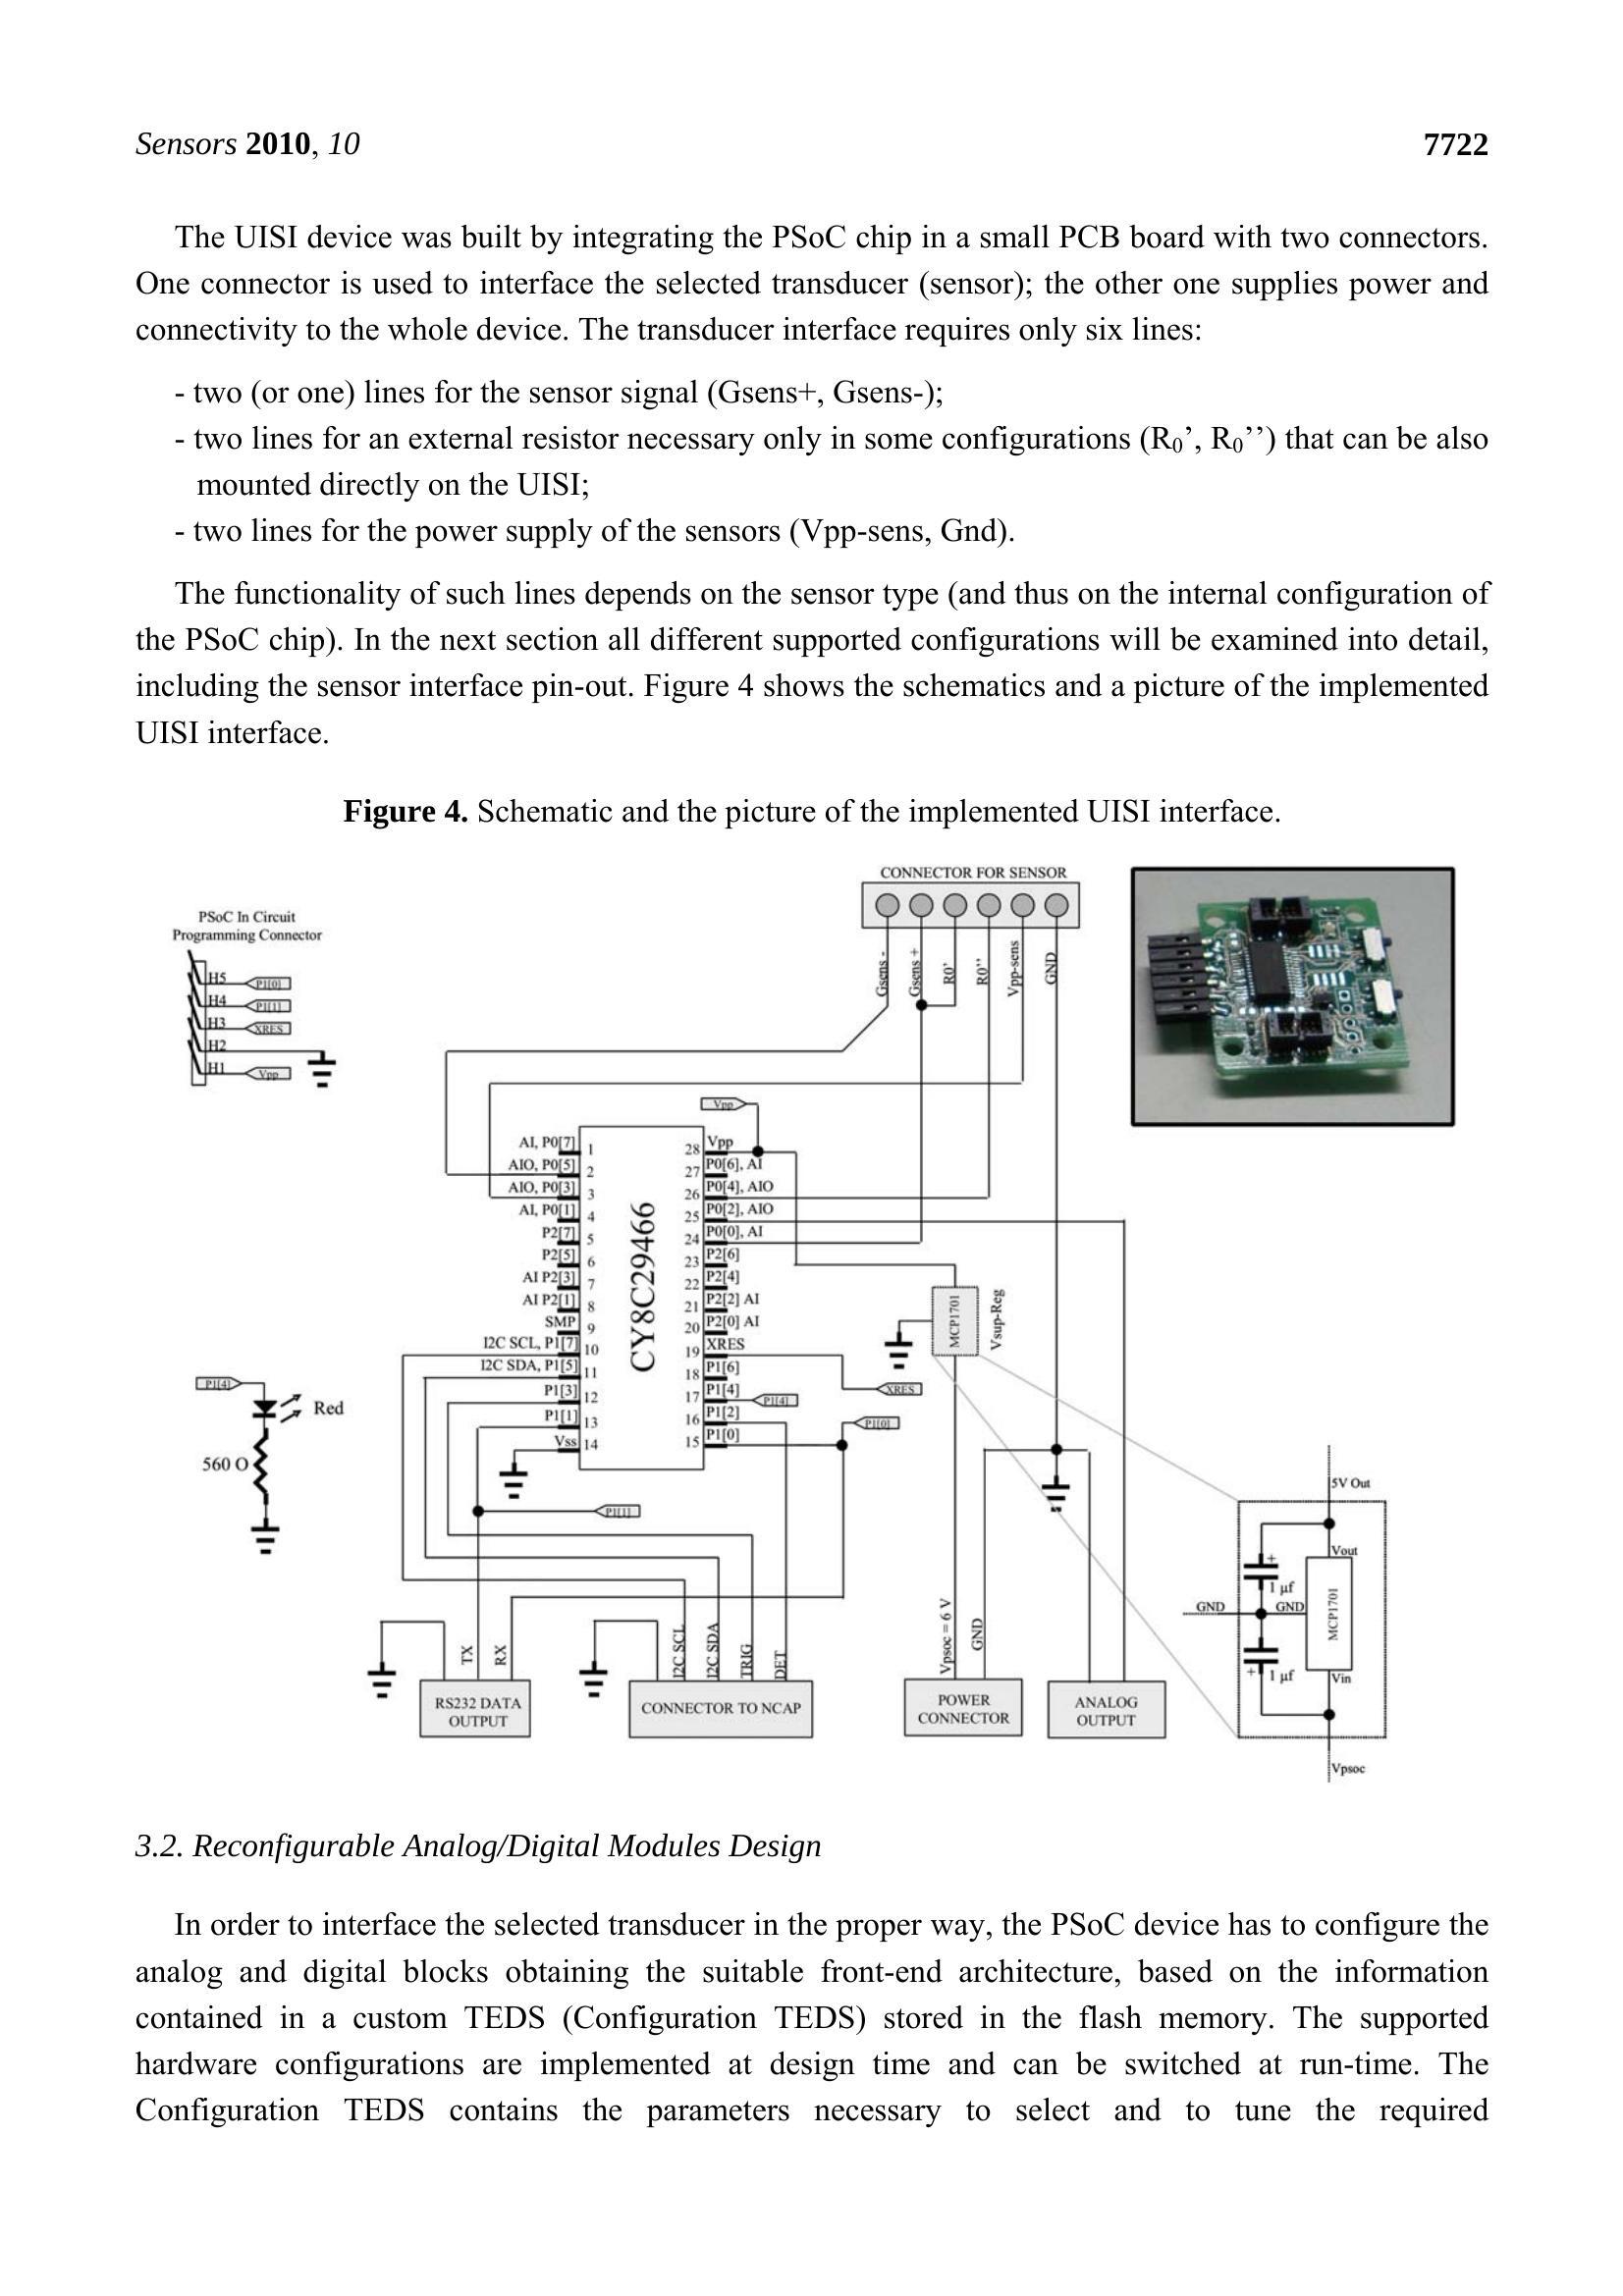 Sensors 2010, 10
7722
The UISI device was built by integrating the PSoC chip in a small PCB board with two connectors.
One connector is used to interface the selected transducer (sensor); the other one supplies power and
connectivity to the whole device. The transducer interface requires only six lines:
- two (or one) lines for the sensor signal (Gsens+, Gsens-);
- two lines for an external resistor necessary only in some configurations (R0’, R0’’) that can be also
mounted directly on the UISI;
- two lines for the power supply of the sensors (Vpp-sens, Gnd).
The functionality of such lines depends on the sensor type (and thus on the internal configuration of
the PSoC chip). In the next section all different supported configurations will be examined into detail,
including the sensor interface pin-out. Figure 4 shows the schematics and a picture of the implemented
UISI interface.
Figure 4. Schematic and the picture of the implemented UISI interface.
CONNECTOR FOR SENSOR
Gsens -
Gsens +
R0'
R0''
Vpp-sens
GND
PSoC In Circuit
Programming Connector
H5
P1[0]
H4
P1[1]
H3
XRES
H2
H1
Vpp
Vpp
CY8C29466
AI, P0[7] 1
AIO, P0[5] 2
AIO, P0[3] 3
AI, P0[1] 4
P2[7] 5
P2[5] 6
AI P2[3] 7
AI P2[1] 8
SMP 9
I2C SCL, P1[7] 10
I2C SDA, P1[5] 11
P1[3] 12
P1[1] 13
Vss 14
28 Vpp
27 P0[6], AI
26 P0[4], AIO
25 P0[2], AIO
24 P0[0], AI
23 P2[6]
22 P2[4]
21 P2[2] AI
20 P2[0] AI
19 XRES
18 P1[6]
17 P1[4]
16 P1[2]
15 P1[0]
MCP1701
Vsup-Reg
XRES
P1[4]
P1[0]
P1[1]
P1[4]
Red
560 O
TX
RX
I2C SCL
I2C SDA
TRIG
DET
Vpsoc = 6 V
GND
RS232 DATA
OUTPUT
CONNECTOR TO NCAP
POWER
CONNECTOR
ANALOG
OUTPUT
5V Out
Vout
+
1 µf
GND
GND
MCP1701
+
1 µf
Vin
Vpsoc
3.2. Reconfigurable Analog/Digital Modules Design
In order to interface the selected transducer in the proper way, the PSoC device has to configure the
analog and digital blocks obtaining the suitable front-end architecture, based on the information
contained in a custom TEDS (Configuration TEDS) stored in the flash memory. The supported
hardware configurations are implemented at design time and can be switched at run-time. The
Configuration TEDS contains the parameters necessary to select and to tune the required